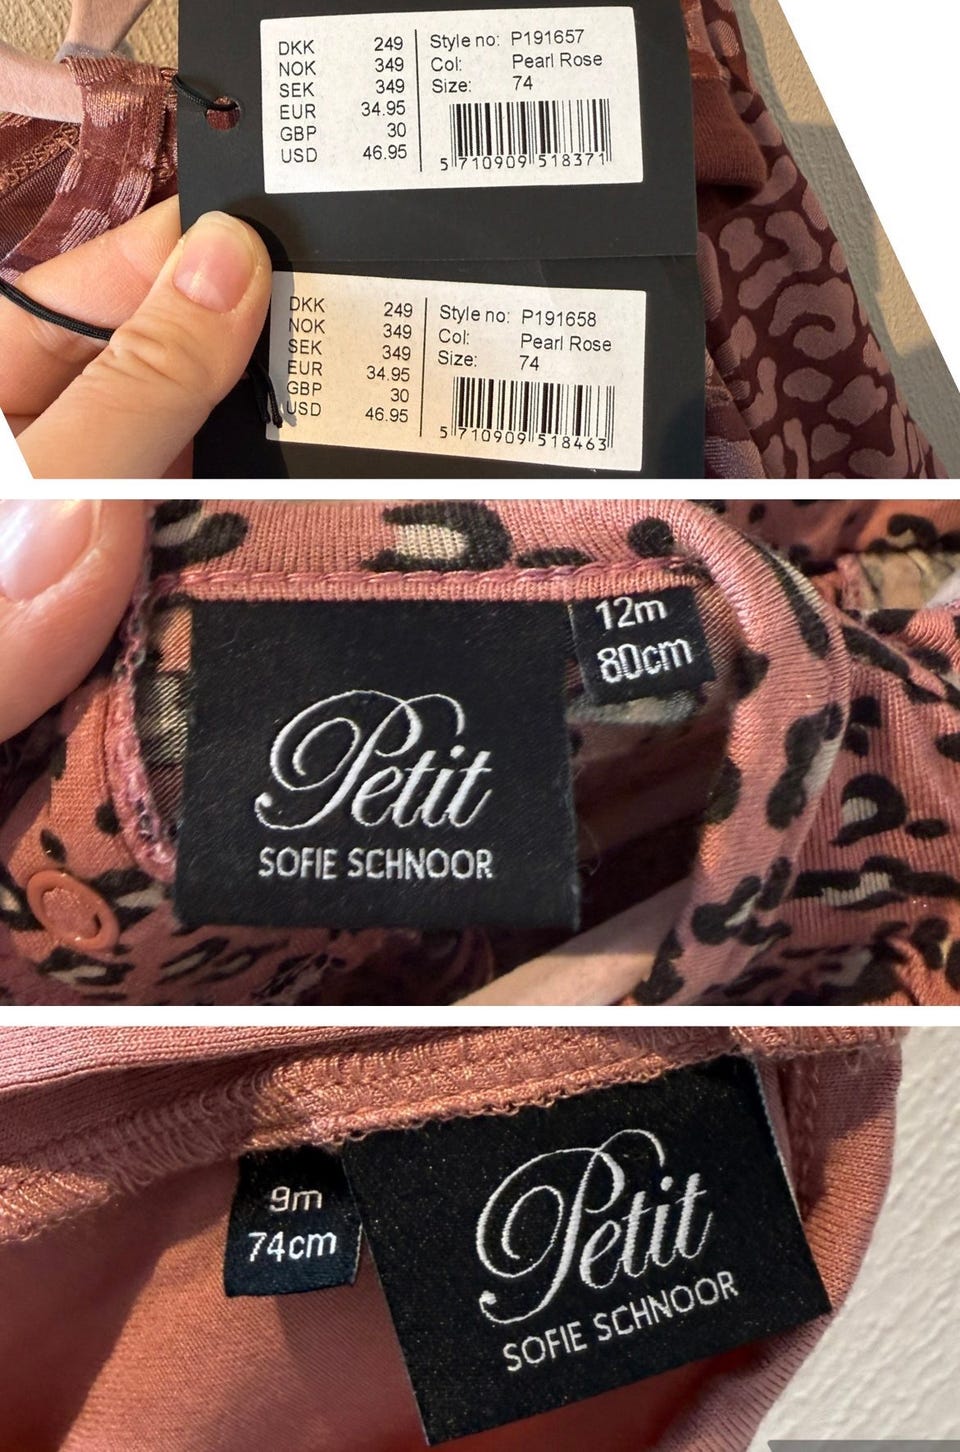 DKK 249
NOK 349
SEK 349
EUR 34.95
GBP 30
USD 46.95
Style no: P191657
Col: Pearl Rose
Size: 74
5 710909 518371
DKK 249
NOK 349
SEK 349
EUR 34.95
GBP 30
USD 46.95
Style no: P191658
Col: Pearl Rose
Size: 74
5 710909 518463
12m
80cm
Petit
SOFIE SCHNOOR
9m
74cm
Petit
SOFIE SCHNOOR